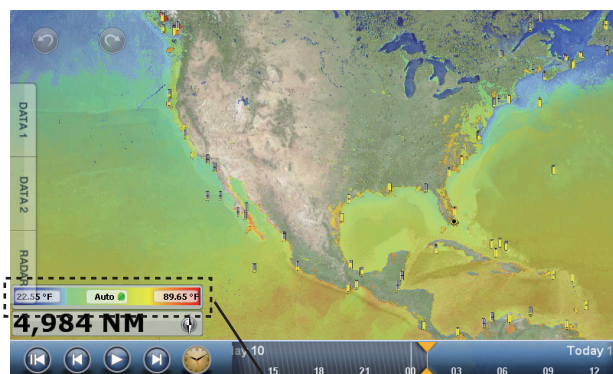 DATA 1
DATA 2
RADAR
22.55 °F Auto 89.65 °F
4,984 NM
ay 10 Today 1
15 18 21 00 03 06 09 12